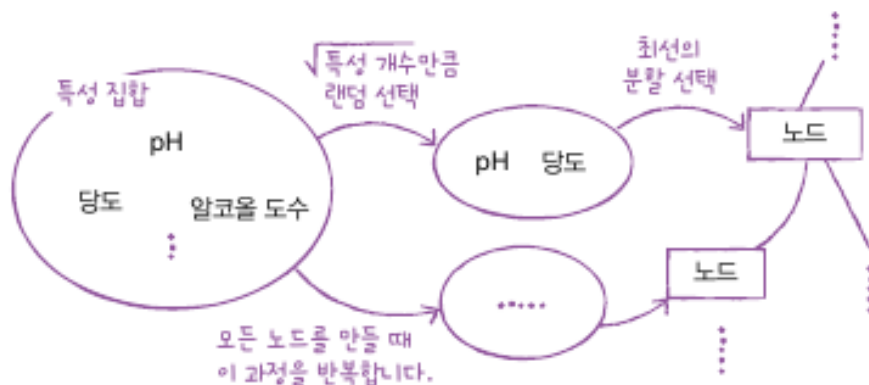 특성 집합
pH
당도
알코올 도수
√특성 개수만큼
랜덤 선택
pH 당도
최선의
분할 선택
노드
노드
모든 노드를 만들 때
이 과정을 반복합니다.